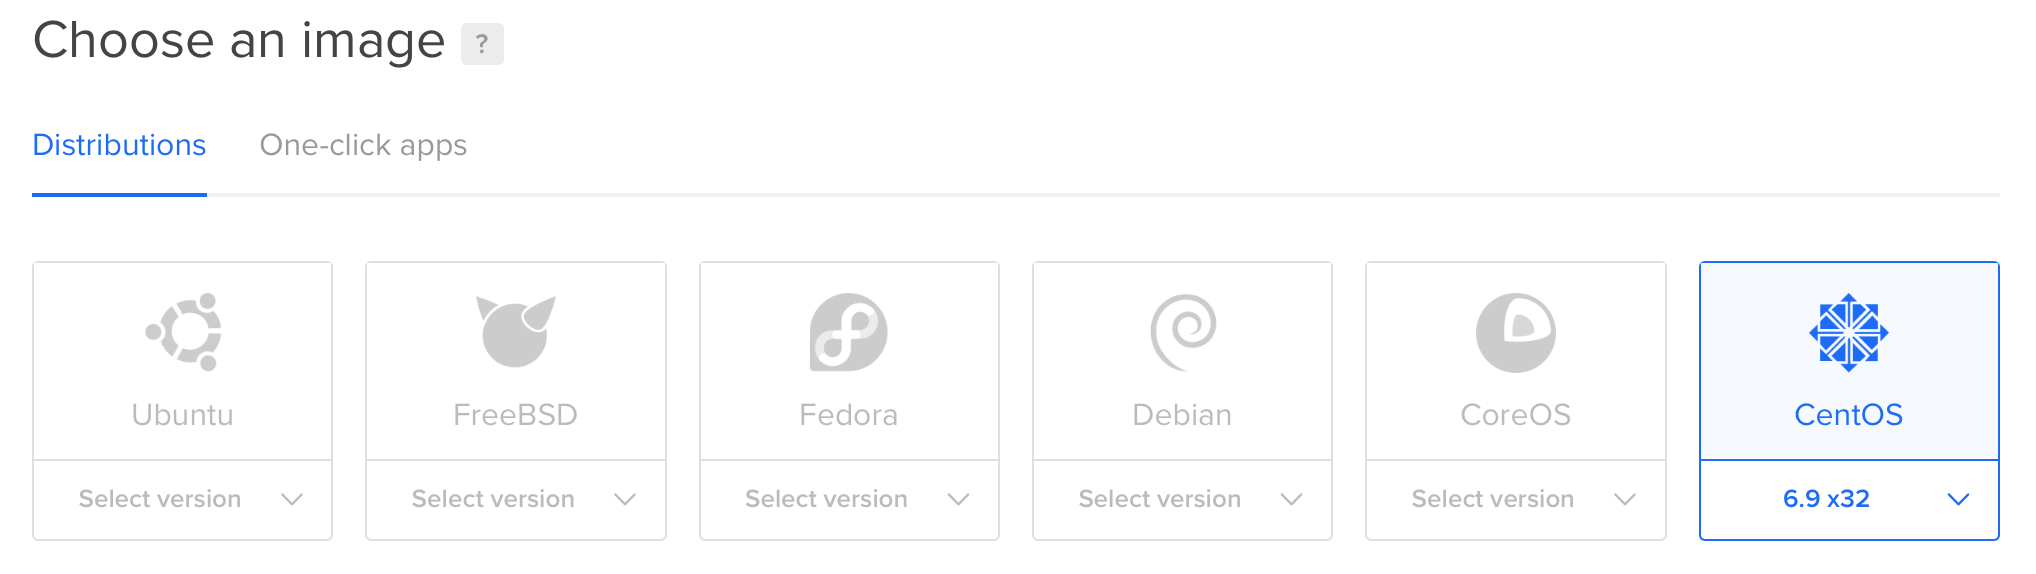 Choose an image ?
Distributions One-click apps
Ubuntu FreeBSD Fedora Debian CoreOS CentOS
Select version Select version Select version Select version Select version 6.9 x32